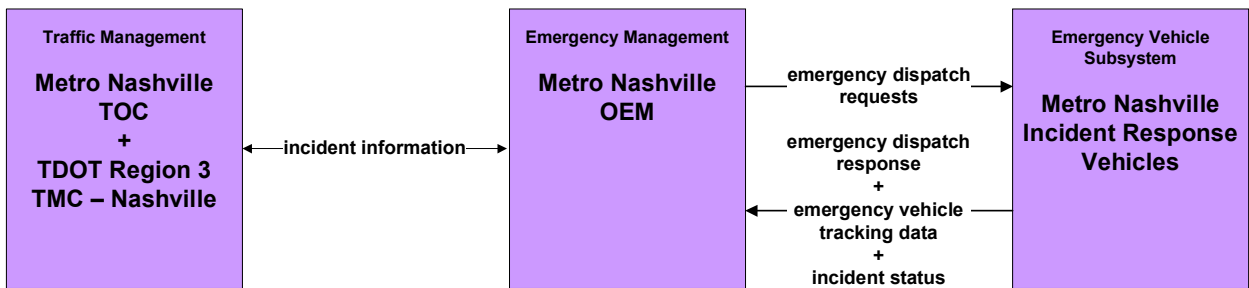 Traffic Management
Metro Nashville
TOC
+
TDOT Region 3
TMC – Nashville
incident information
Emergency Management
Metro Nashville
OEM
emergency dispatch
requests
emergency dispatch
response
+
emergency vehicle
tracking data
+
incident status
Emergency Vehicle
Subsystem
Metro Nashville
Incident Response
Vehicles